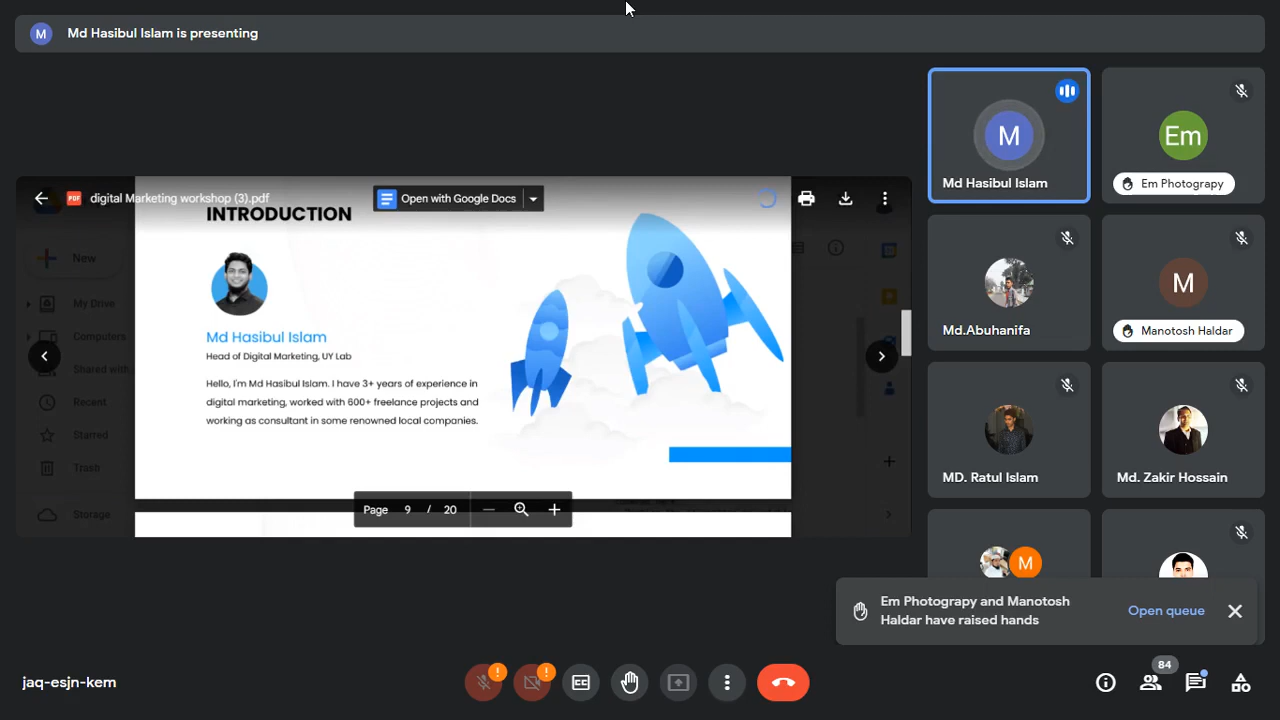 M
Md Hasibul Islam is presenting
PDF
digital Marketing workshop (3).pdf
Open with Google Docs
INTRODUCTION
Md Hasibul Islam
Head of Digital Marketing, UY Lab
Hello, I'm Md Hasibul Islam. I have 3+ years of experience in
digital marketing, worked with 600+ freelance projects and
working as consultant in some renowned local companies.
New
My Drive
Computers
Shared with
Recent
Starred
Trash
Storage
Page 9 / 20
M
Md Hasibul Islam
Em
Em Photograpy
Md.Abuhanifa
M
Manotosh Haldar
MD. Ratul Islam
Md. Zakir Hossain
M
Em Photograpy and Manotosh
Haldar have raised hands
Open queue
jaq-esjn-kem
!
!
CC
84